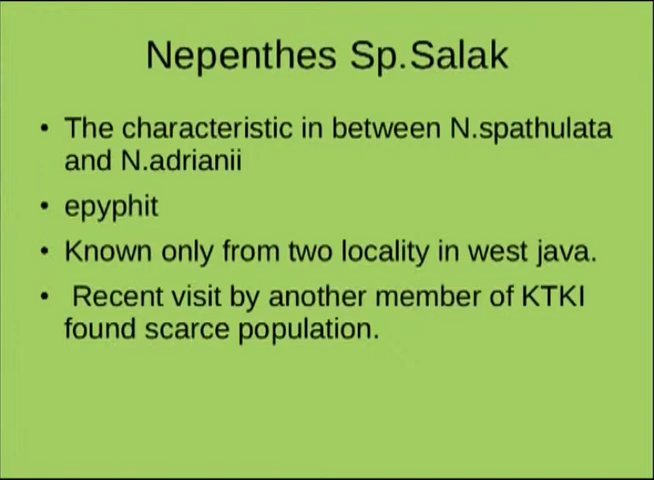 Nepenthes Sp.Salak
• The characteristic in between N.spathulata
and N.adrianii
• epyphit
• Known only from two locality in west java.
• Recent visit by another member of KTKI
found scarce population.